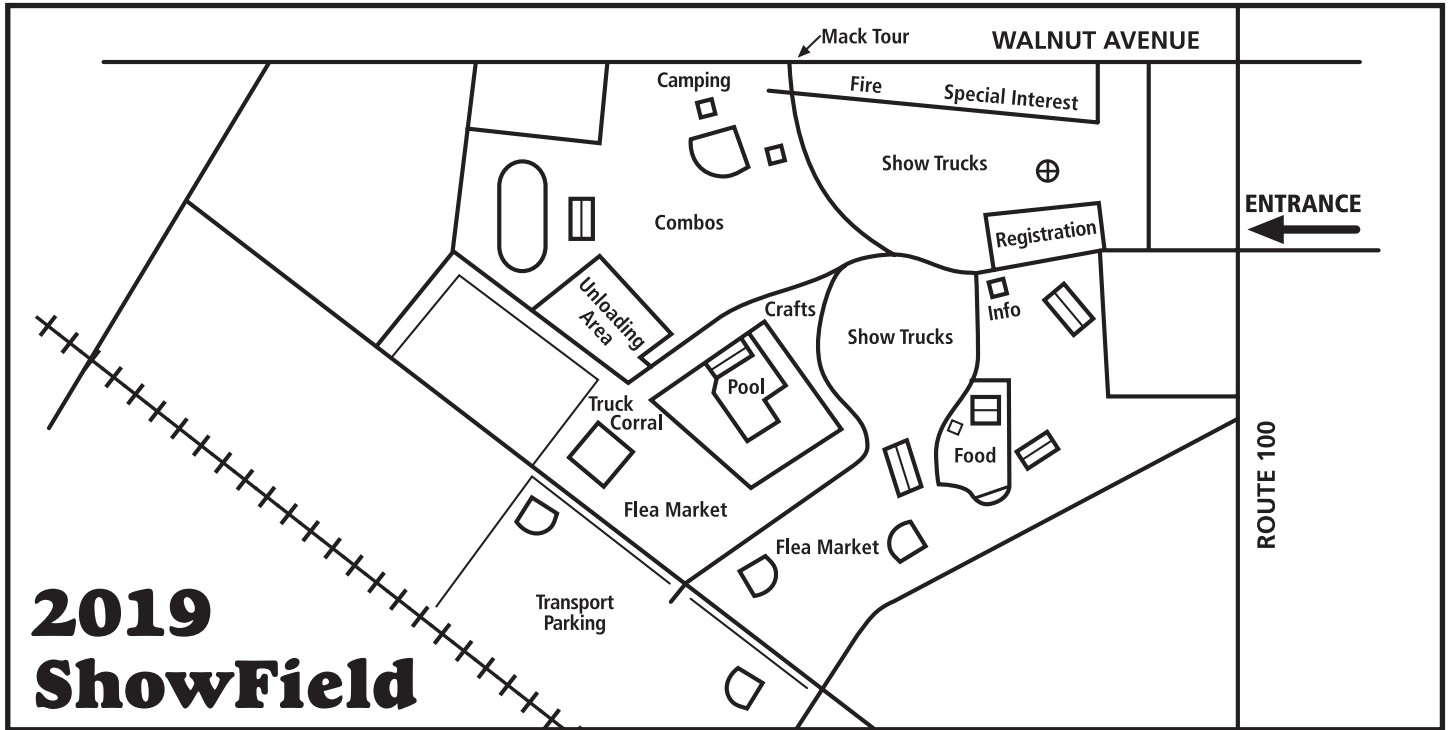 Mack Tour
WALNUT AVENUE
Camping
Fire
Special Interest
Show Trucks
ENTRANCE
Combos
Registration
Unloading
Area
Crafts
Info
Show Trucks
Pool
Truck
Corral
Food
ROUTE 100
Flea Market
Flea Market
Transport
Parking
2019
ShowField